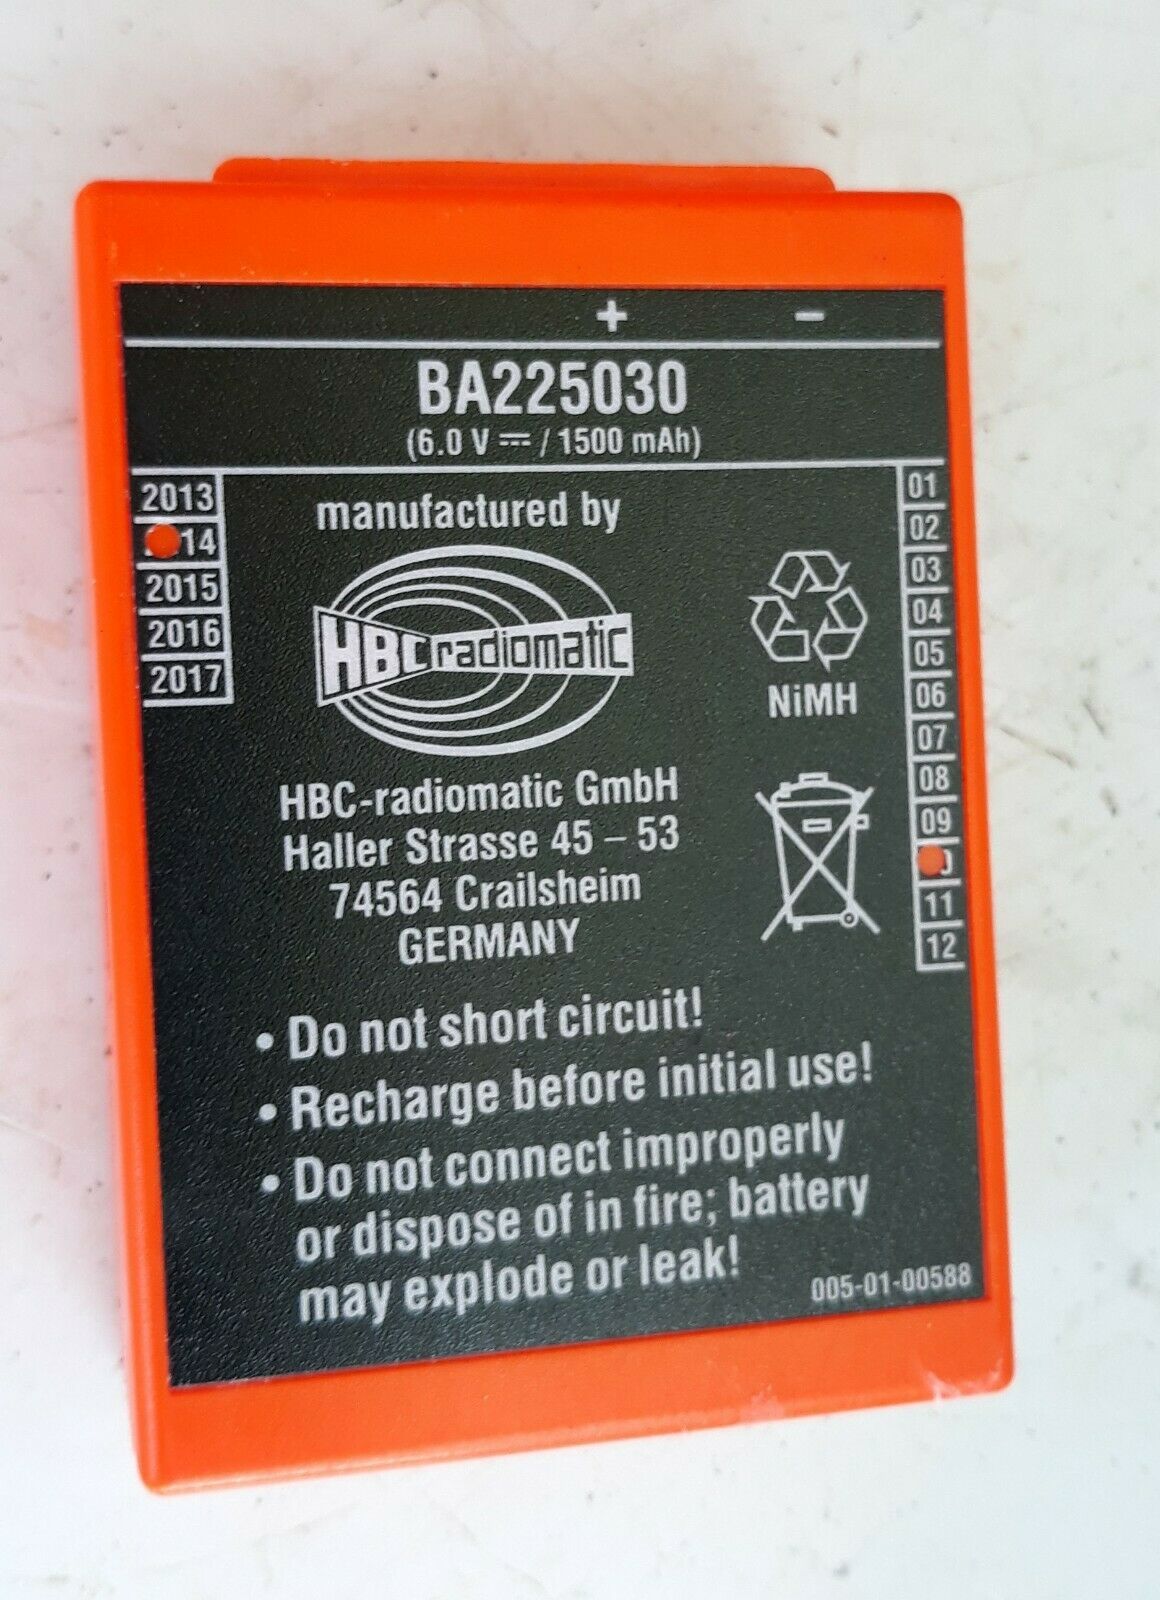 + −
BA225030
(6.0 V ⎓ / 1500 mAh)
2013
14
2015
2016
2017
manufactured by
HBC radiomatic
HBC-radiomatic GmbH
Haller Strasse 45 – 53
74564 Crailsheim
GERMANY
NiMH
01
02
03
04
05
06
07
08
09
11
12
• Do not short circuit!
• Recharge before initial use!
• Do not connect improperly
or dispose of in fire; battery
may explode or leak!
005-01-00588